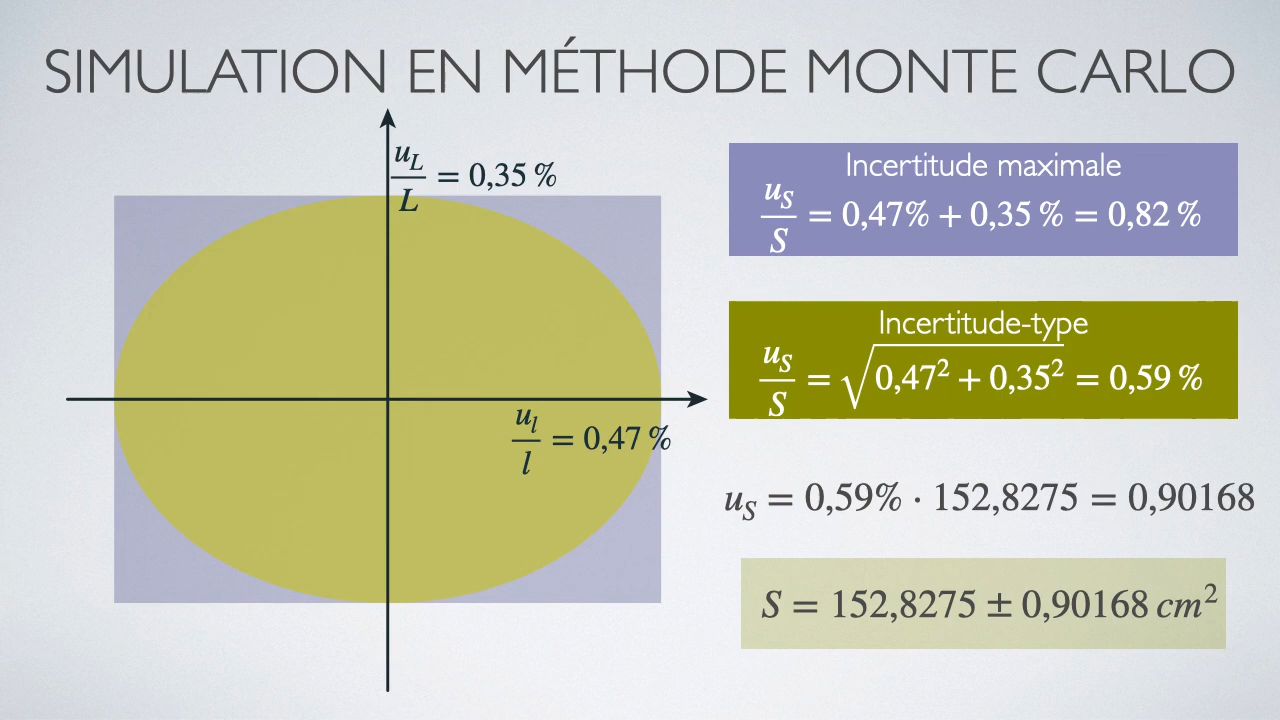 SIMULATION EN MÉTHODE MONTE CARLO
u_L/L = 0,35 %
u_l/l = 0,47 %
Incertitude maximale
u_S/S = 0,47% + 0,35 % = 0,82 %
Incertitude-type
u_S/S = √(0,47² + 0,35²) = 0,59 %
u_S = 0,59% · 152,8275 = 0,90168
S = 152,8275 ± 0,90168 cm²